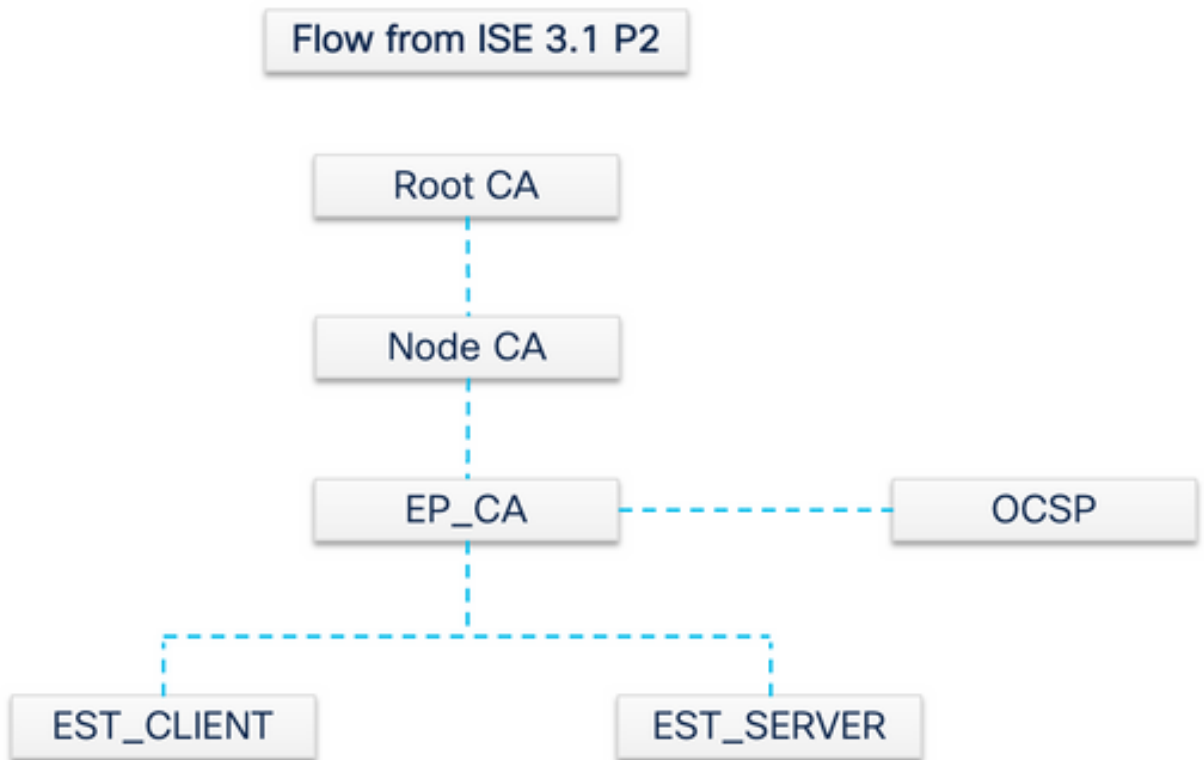 Flow from ISE 3.1 P2
Root CA
Node CA
EP_CA
OCSP
EST_CLIENT
EST_SERVER